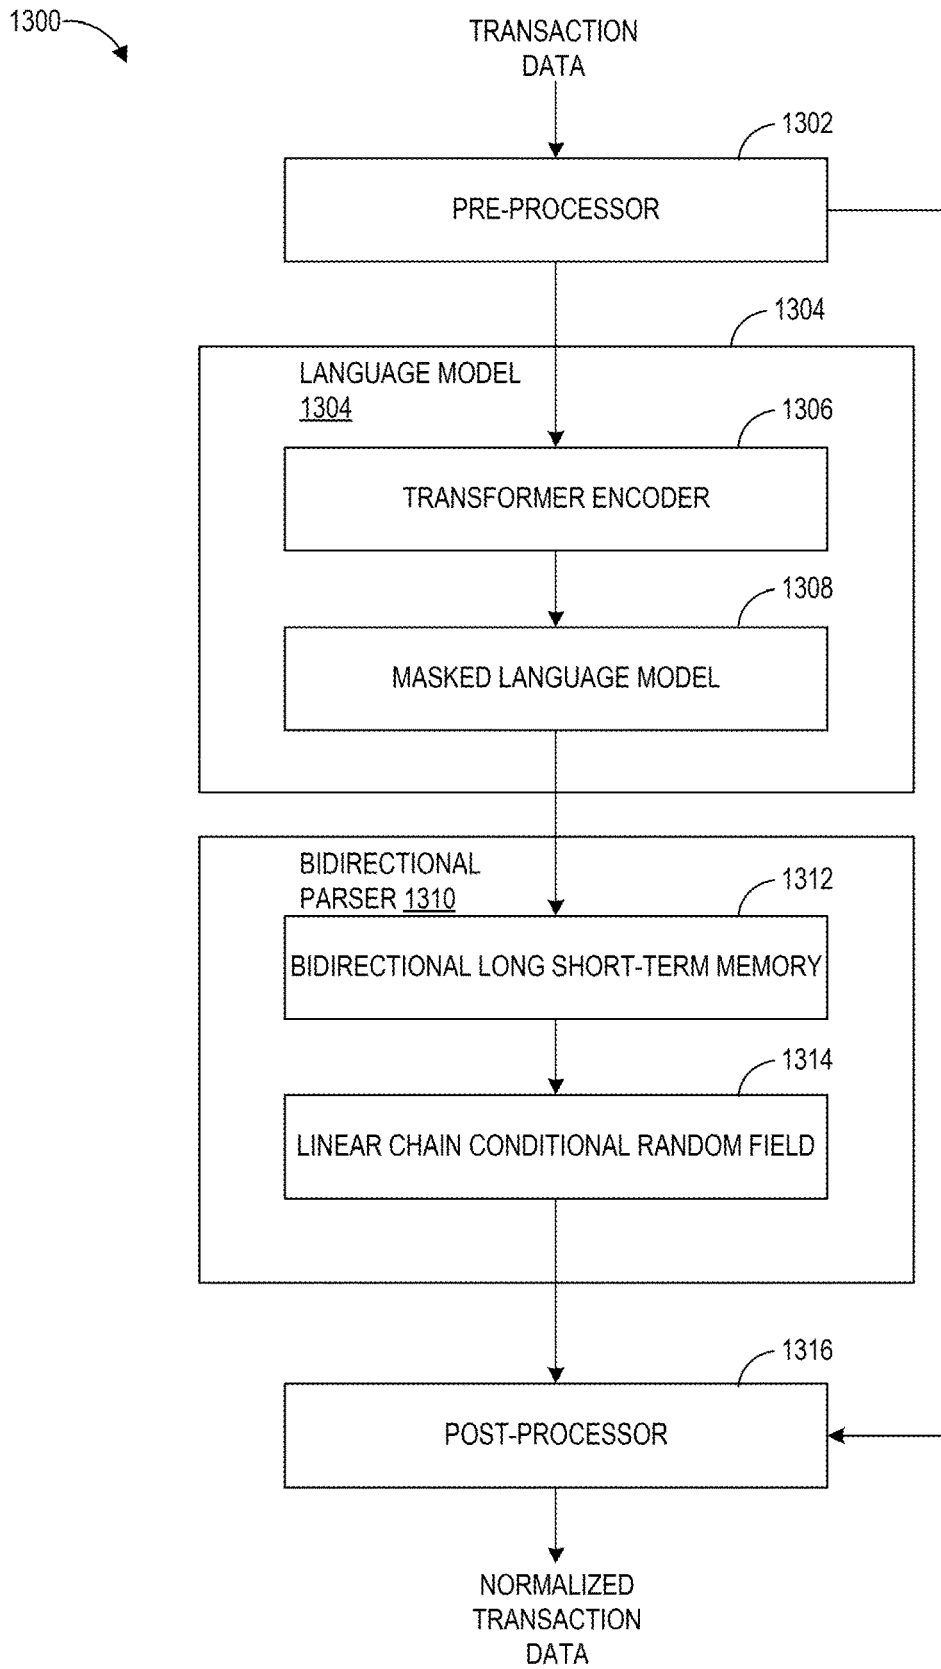 1300
TRANSACTION
DATA
1302
PRE-PROCESSOR
1304
LANGUAGE MODEL
1304
1306
TRANSFORMER ENCODER
1308
MASKED LANGUAGE MODEL
BIDIRECTIONAL
PARSER 1310
1312
BIDIRECTIONAL LONG SHORT-TERM MEMORY
1314
LINEAR CHAIN CONDITIONAL RANDOM FIELD
1316
POST-PROCESSOR
NORMALIZED
TRANSACTION
DATA